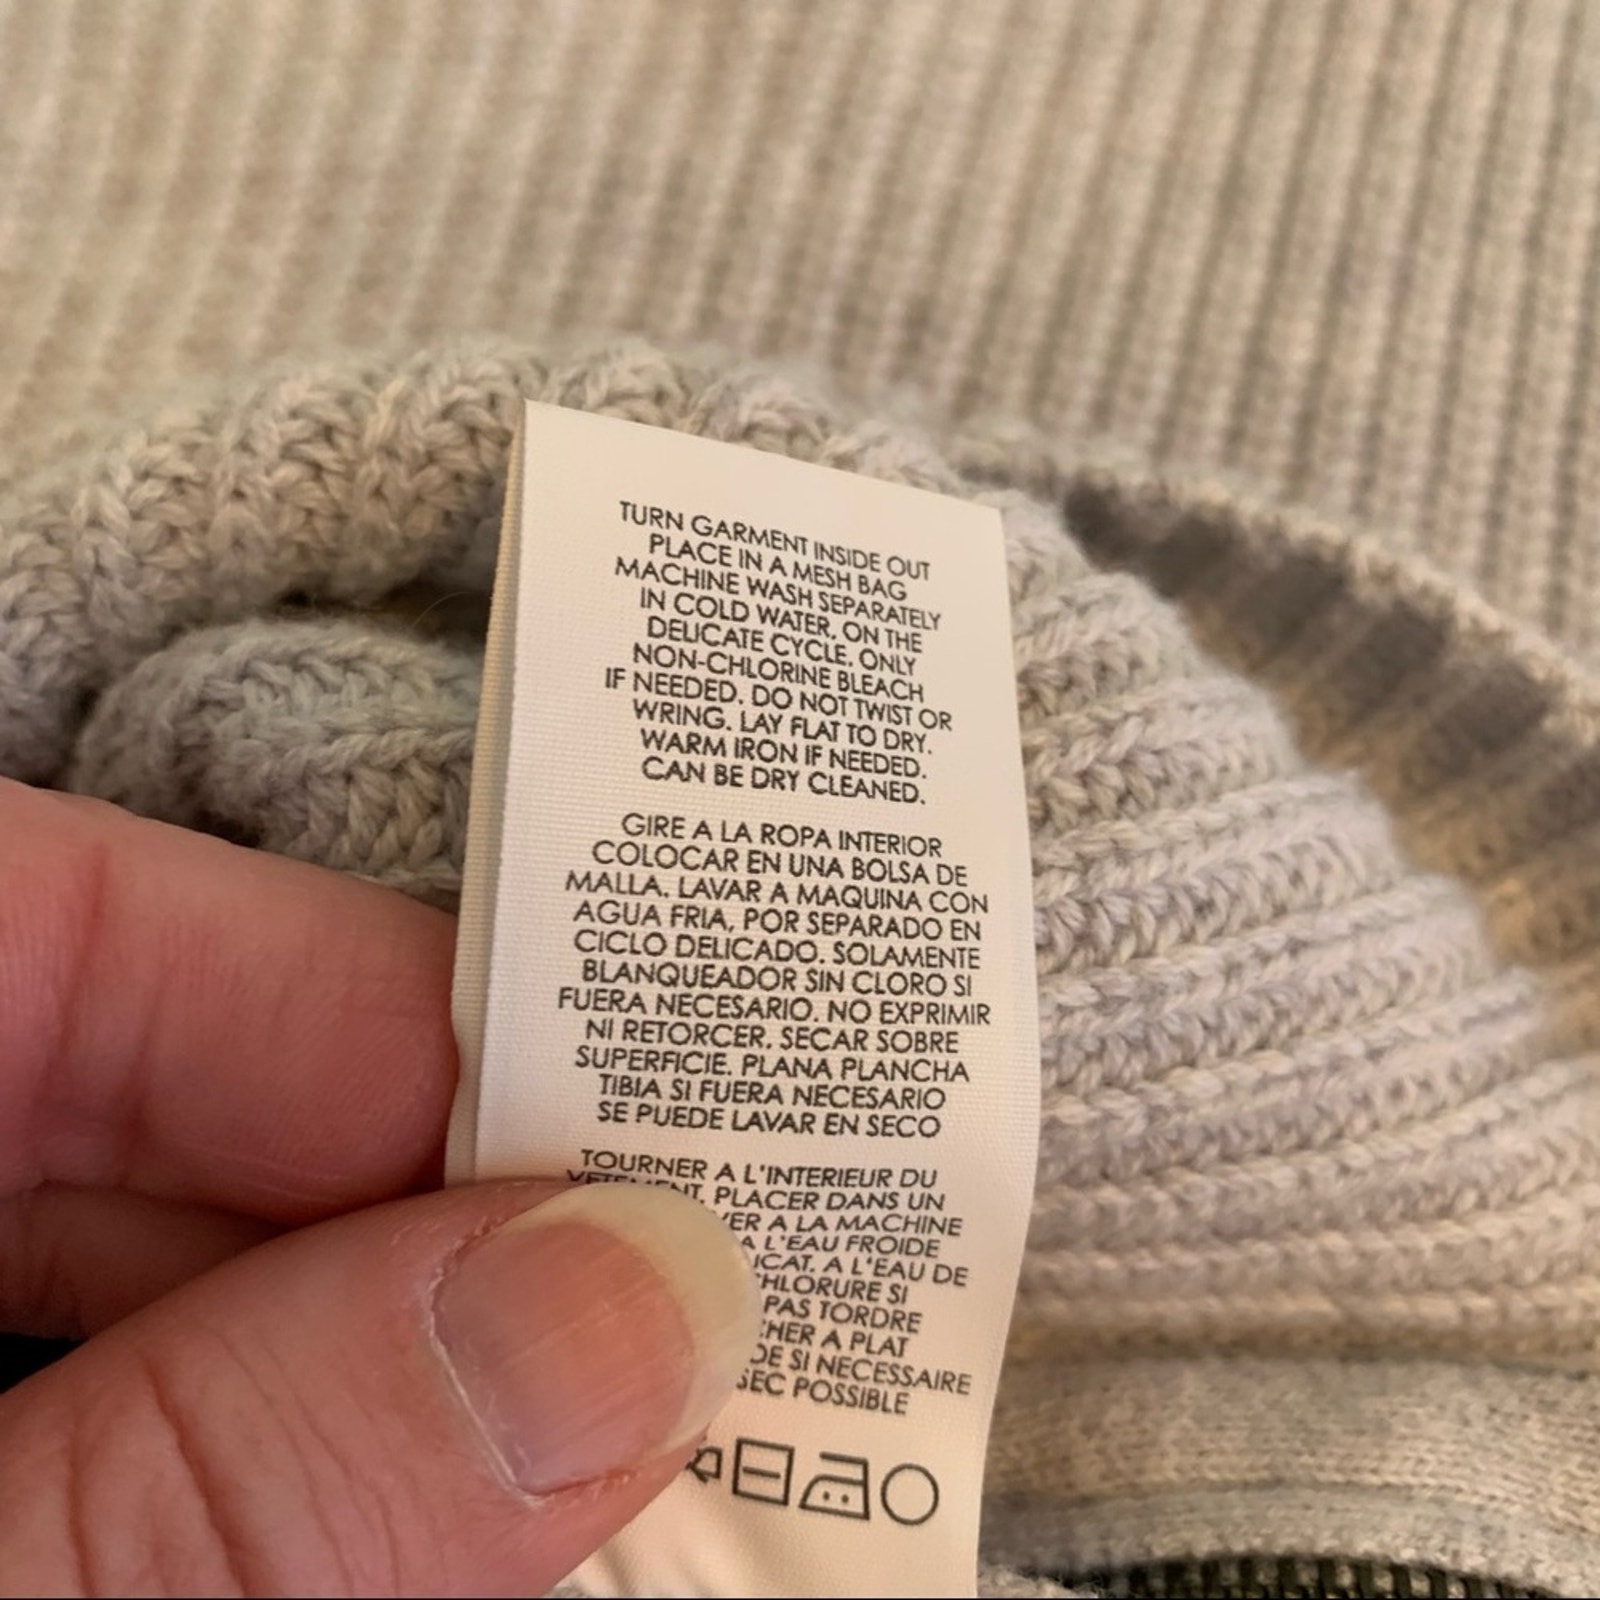 TURN GARMENT INSIDE OUT
PLACE IN A MESH BAG
MACHINE WASH SEPARATELY
IN COLD WATER. ON THE
DELICATE CYCLE. ONLY
NON-CHLORINE BLEACH
IF NEEDED. DO NOT TWIST OR
WRING. LAY FLAT TO DRY.
WARM IRON IF NEEDED.
CAN BE DRY CLEANED.
GIRE A LA ROPA INTERIOR
COLOCAR EN UNA BOLSA DE
MALLA. LAVAR A MAQUINA CON
AGUA FRIA, POR SEPARADO EN
CICLO DELICADO. SOLAMENTE
BLANQUEADOR SIN CLORO SI
FUERA NECESARIO. NO EXPRIMIR
NI RETORCER. SECAR SOBRE
SUPERFICIE. PLANA PLANCHA
TIBIA SI FUERA NECESARIO
SE PUEDE LAVAR EN SECO
TOURNER A L'INTERIEUR DU
VETEMENT. PLACER DANS UN
A LA MACHINE
A L'EAU FROIDE
A L'EAU DE
SI
PAS TORDRE
A PLAT
SI NECESSAIRE
SEC POSSIBLE